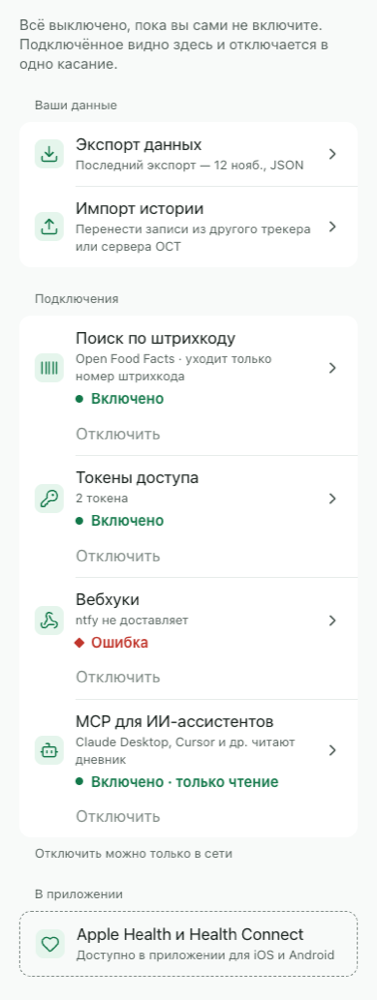 Всё выключено, пока вы сами не включите.
Подключённое видно здесь и отключается в
одно касание.
Ваши данные
Экспорт данных
Последний экспорт — 12 нояб., JSON
Импорт истории
Перенести записи из другого трекера
или сервера ОСТ
Подключения
Поиск по штрихкоду
Open Food Facts · уходит только
номер штрихкода
Включено
Отключить
Токены доступа
2 токена
Включено
Отключить
Вебхуки
ntfy не доставляет
Ошибка
Отключить
МСР для ИИ-ассистентов
Claude Desktop, Cursor и др. читают
дневник
Включено · только чтение
Отключить
Отключить можно только в сети
В приложении
Apple Health и Health Connect
Доступно в приложении для iOS и Android